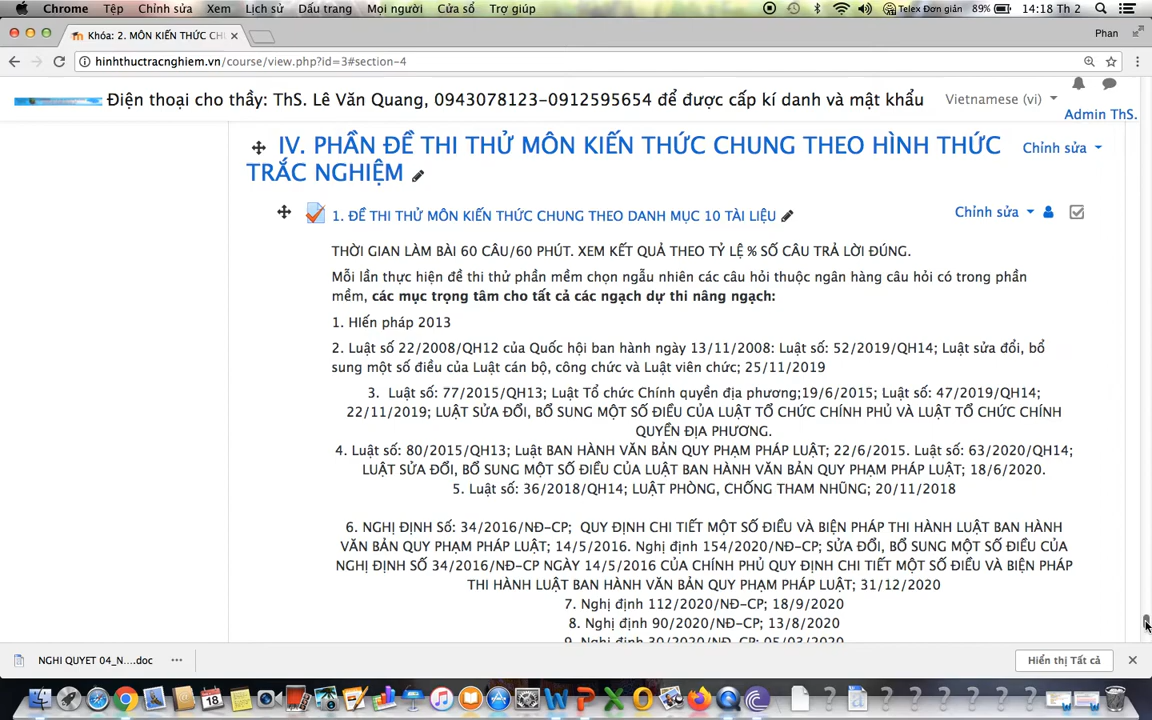 Chrome Tệp Chỉnh sửa Xem Lịch sử Dấu trang Mọi người Cửa sổ Trợ giúp Telex Đơn giản 89% 14:18 Th 2
Khóa: 2. MÔN KIẾN THỨC CH
Phan
hinhthuctracnghiem.vn/course/view.php?id=3#section-4
Điện thoại cho thầy: ThS. Lê Văn Quang, 0943078123-0912595654 để được cấp kí danh và mật khẩu
Vietnamese (vi)
Admin ThS.
IV. PHẦN ĐỀ THI THỬ MÔN KIẾN THỨC CHUNG THEO HÌNH THỨC
TRẮC NGHIỆM
Chỉnh sửa
1. ĐỀ THI THỬ MÔN KIẾN THỨC CHUNG THEO DANH MỤC 10 TÀI LIỆU
Chỉnh sửa
THỜI GIAN LÀM BÀI 60 CÂU/60 PHÚT. XEM KẾT QUẢ THEO TỶ LỆ % SỐ CÂU TRẢ LỜI ĐÚNG.
Mỗi lần thực hiện đề thi thử phần mềm chọn ngẫu nhiên các câu hỏi thuộc ngân hàng câu hỏi có trong phần
mềm, các mục trọng tâm cho tất cả các ngạch dự thi nâng ngạch:
1. HIến pháp 2013
2. Luật số 22/2008/QH12 của Quốc hội ban hành ngày 13/11/2008: Luật số: 52/2019/QH14; Luật sửa đổi, bổ
sung một số điều của Luật cán bộ, công chức và Luật viên chức; 25/11/2019
3. Luật số: 77/2015/QH13; Luật Tổ chức Chính quyền địa phương;19/6/2015; Luật số: 47/2019/QH14;
22/11/2019; LUẬT SỬA ĐỔI, BỔ SUNG MỘT SỐ ĐIỀU CỦA LUẬT TỔ CHỨC CHÍNH PHỦ VÀ LUẬT TỔ CHỨC CHÍNH
QUYỀN ĐỊA PHƯƠNG.
4. Luật số: 80/2015/QH13; Luật BAN HÀNH VĂN BẢN QUY PHẠM PHÁP LUẬT; 22/6/2015. Luật số: 63/2020/QH14;
LUẬT SỬA ĐỔI, BỔ SUNG MỘT SỐ ĐIỀU CỦA LUẬT BAN HÀNH VĂN BẢN QUY PHẠM PHÁP LUẬT; 18/6/2020.
5. Luật số: 36/2018/QH14; LUẬT PHÒNG, CHỐNG THAM NHŨNG; 20/11/2018
6. NGHỊ ĐỊNH Số: 34/2016/NĐ-CP; QUY ĐỊNH CHI TIẾT MỘT SỐ ĐIỀU VÀ BIỆN PHÁP THI HÀNH LUẬT BAN HÀNH
VĂN BẢN QUY PHẠM PHÁP LUẬT; 14/5/2016. Nghị định 154/2020/NĐ-CP; SỬA ĐỔI, BỔ SUNG MỘT SỐ ĐIỀU CỦA
NGHỊ ĐỊNH SỐ 34/2016/NĐ-CP NGÀY 14/5/2016 CỦA CHÍNH PHỦ QUY ĐỊNH CHI TIẾT MỘT SỐ ĐIỀU VÀ BIỆN PHÁP
THI HÀNH LUẬT BAN HÀNH VĂN BẢN QUY PHẠM PHÁP LUẬT; 31/12/2020
7. Nghị định 112/2020/NĐ-CP; 18/9/2020
8. Nghị định 90/2020/NĐ-CP; 13/8/2020
9. Nghị định 30/2020/NĐ-CP; 05/03/2020
NGHI QUYET 04_N....doc
Hiển thị Tất cả
18